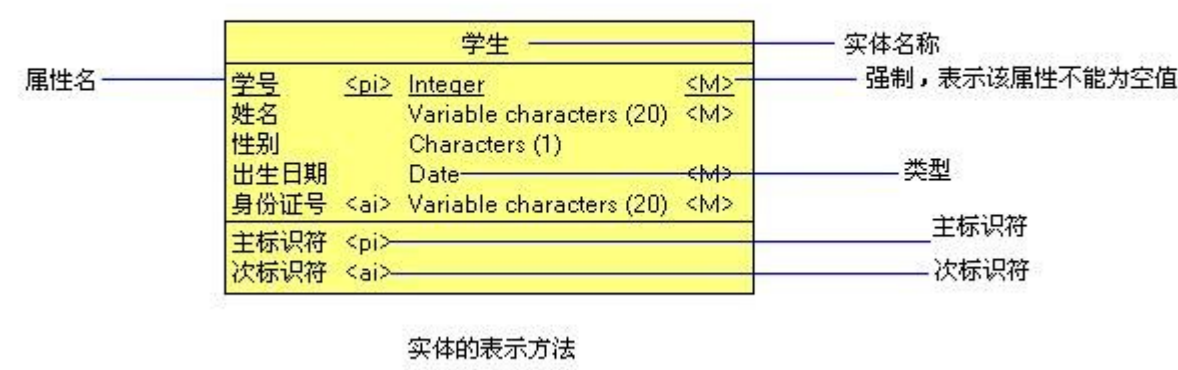 学生
实体名称
属性名
学号 <pi> Integer <M>
强制，表示该属性不能为空值
姓名 Variable characters (20) <M>
性别 Characters (1)
出生日期 Date <M>
类型
身份证号 <ai> Variable characters (20) <M>
主标识符 <pi>
主标识符
次标识符 <ai>
次标识符
实体的表示方法